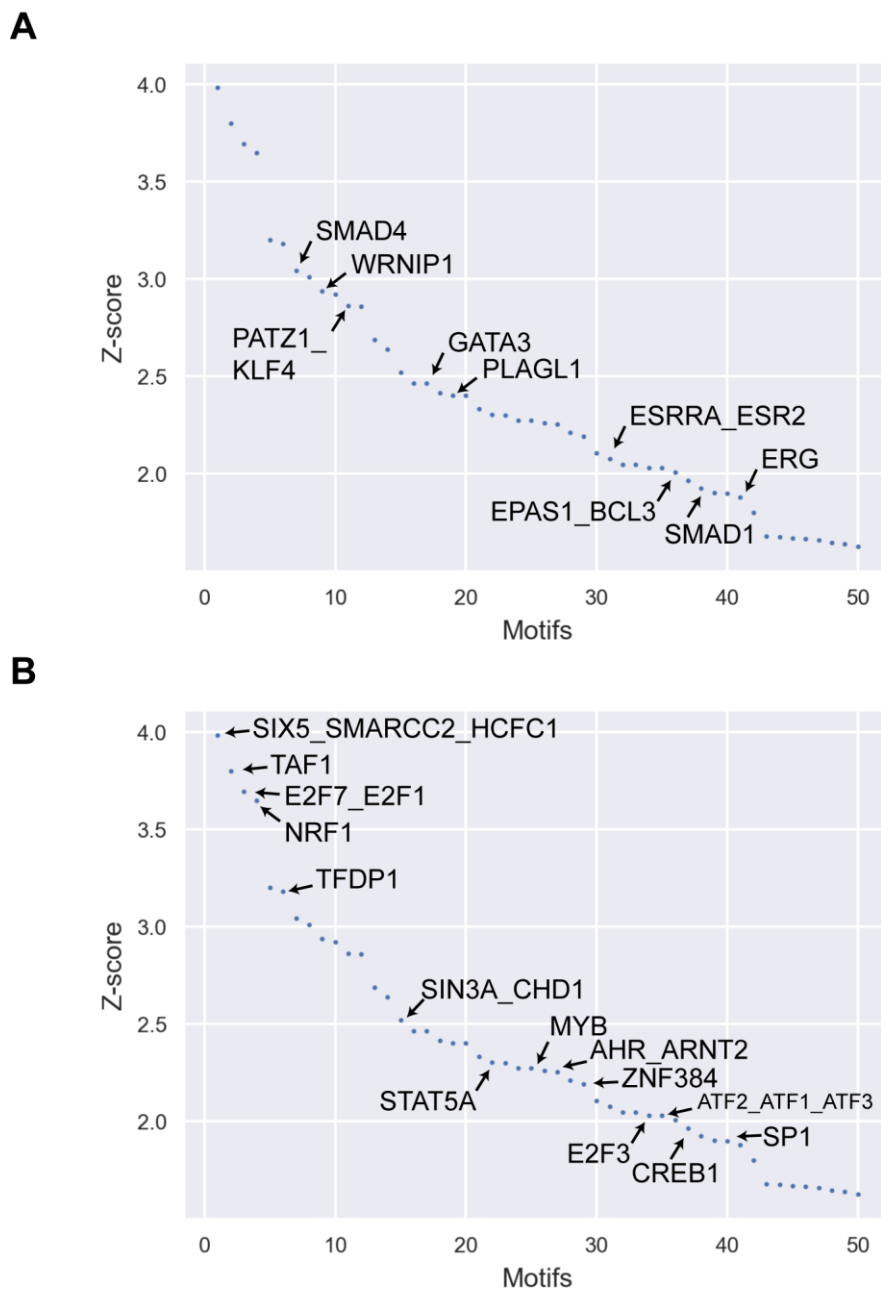 A
4.0
3.5
SMAD4
WRNIP1
3.0
PATZ1_
KLF4
GATA3
PLAGL1
2.5
ESRRA_ESR2
ERG
2.0
EPAS1_BCL3
SMAD1
Z-score
0 10 20 30 40 50
Motifs
B
4.0
SIX5_SMARCC2_HCFC1
TAF1
E2F7_E2F1
3.5
NRF1
TFDP1
3.0
SIN3A_CHD1
2.5
MYB
AHR_ARNT2
ZNF384
STAT5A
ATF2_ATF1_ATF3
2.0
SP1
E2F3
CREB1
Z-score
0 10 20 30 40 50
Motifs